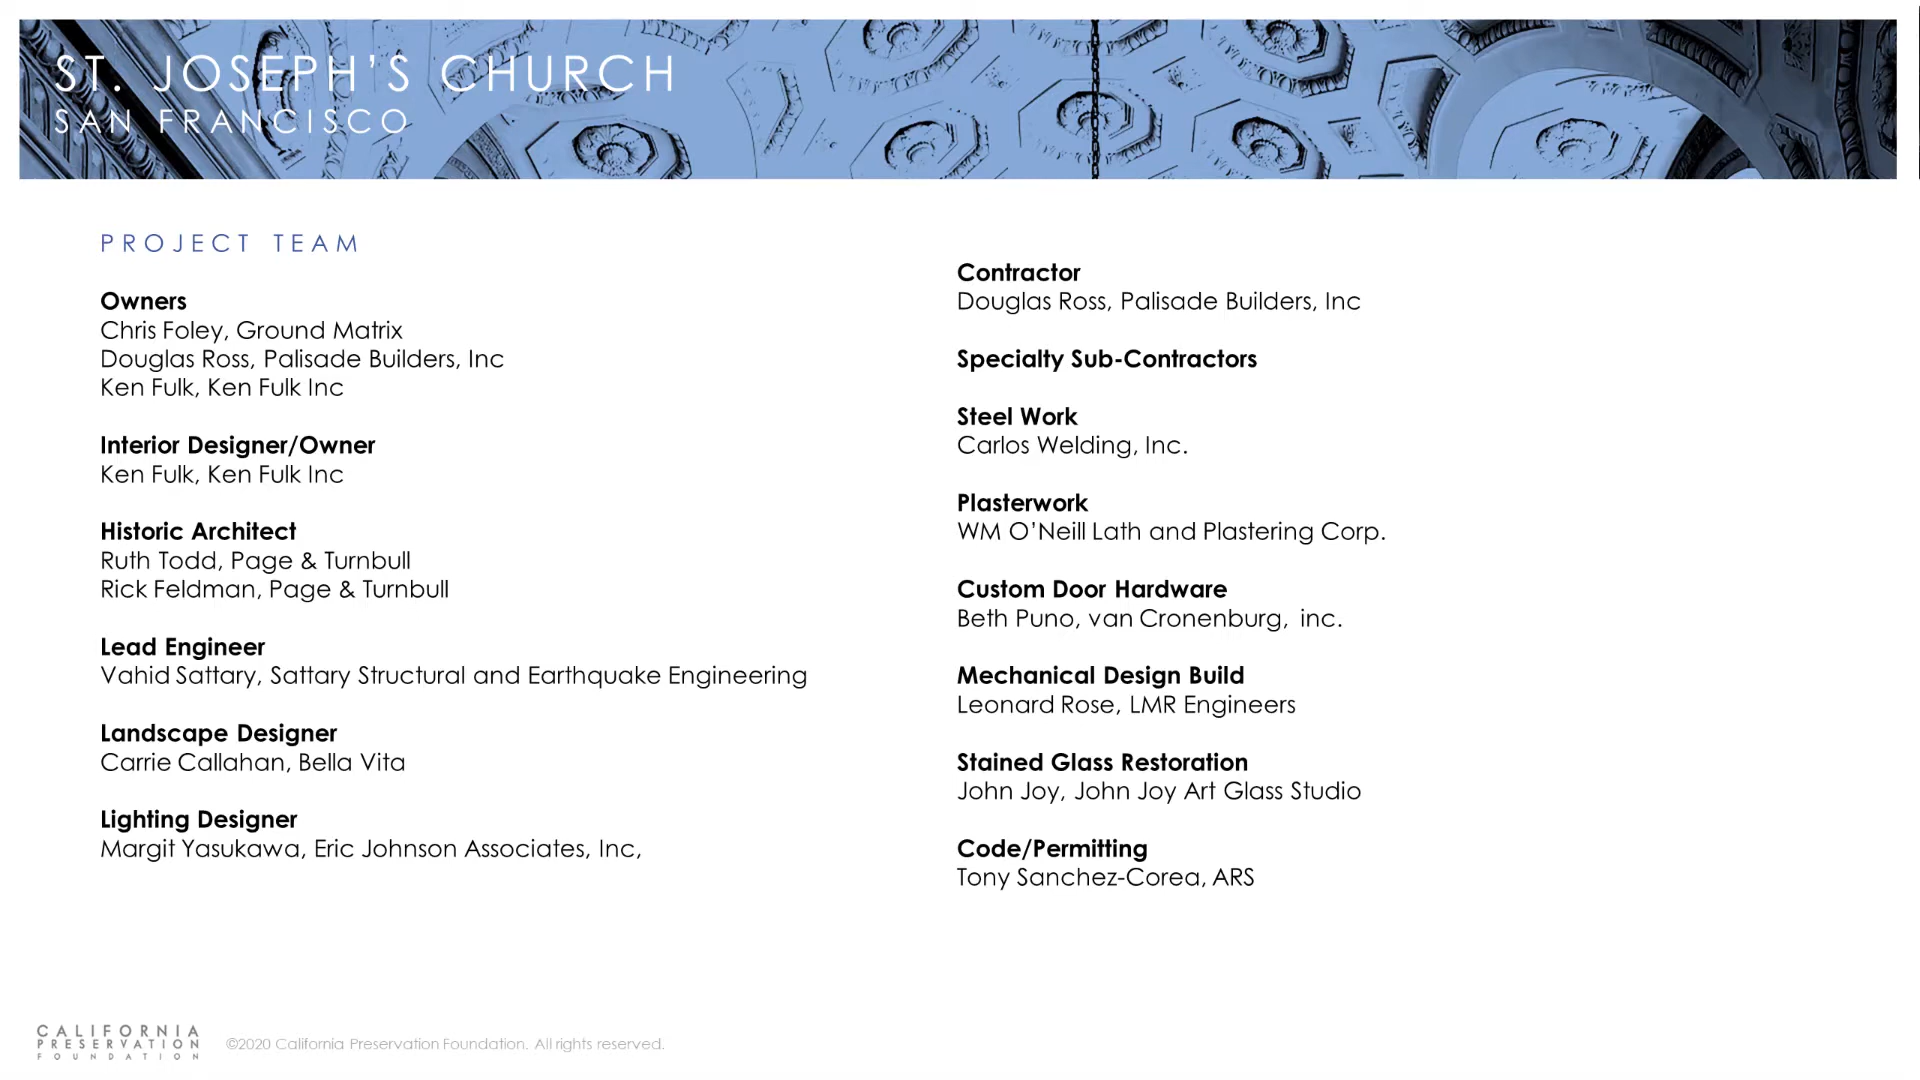 ST. JOSEPH'S CHURCH
SAN FRANCISCO
PROJECT TEAM
Owners
Chris Foley, Ground Matrix
Douglas Ross, Palisade Builders, Inc
Ken Fulk, Ken Fulk Inc
Interior Designer/Owner
Ken Fulk, Ken Fulk Inc
Historic Architect
Ruth Todd, Page & Turnbull
Rick Feldman, Page & Turnbull
Lead Engineer
Vahid Sattary, Sattary Structural and Earthquake Engineering
Landscape Designer
Carrie Callahan, Bella Vita
Lighting Designer
Margit Yasukawa, Eric Johnson Associates, Inc,
Contractor
Douglas Ross, Palisade Builders, Inc
Specialty Sub-Contractors
Steel Work
Carlos Welding, Inc.
Plasterwork
WM O’Neill Lath and Plastering Corp.
Custom Door Hardware
Beth Puno, van Cronenburg, inc.
Mechanical Design Build
Leonard Rose, LMR Engineers
Stained Glass Restoration
John Joy, John Joy Art Glass Studio
Code/Permitting
Tony Sanchez-Corea, ARS
CALIFORNIA
PRESERVATION
FOUNDATION
©2020 California Preservation Foundation. All rights reserved.